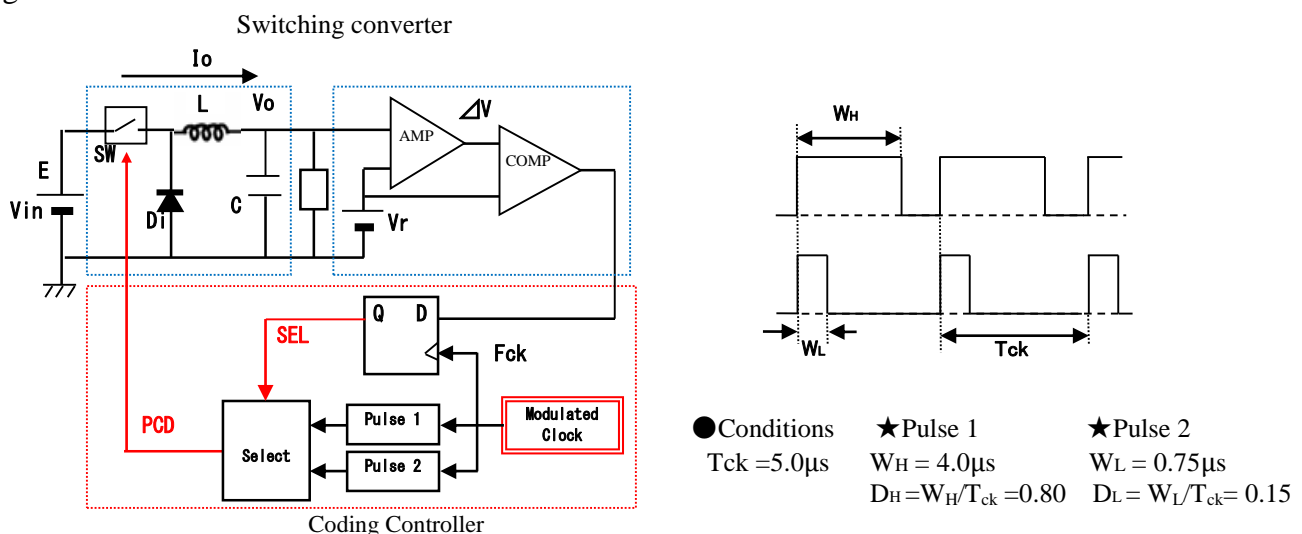 Switching converter
Io
L
Vo
⊿V
AMP
COMP
SW
E
Vin
Di
C
Vr
Q D
SEL
Fck
PCD
Pulse 1
Modulated
Clock
Select
Pulse 2
Coding Controller
WH
WL
Tck
●Conditions ★Pulse 1 ★Pulse 2
Tck =5.0μs WH = 4.0μs WL = 0.75μs
DH =WH/Tck =0.80 DL = WL/Tck= 0.15